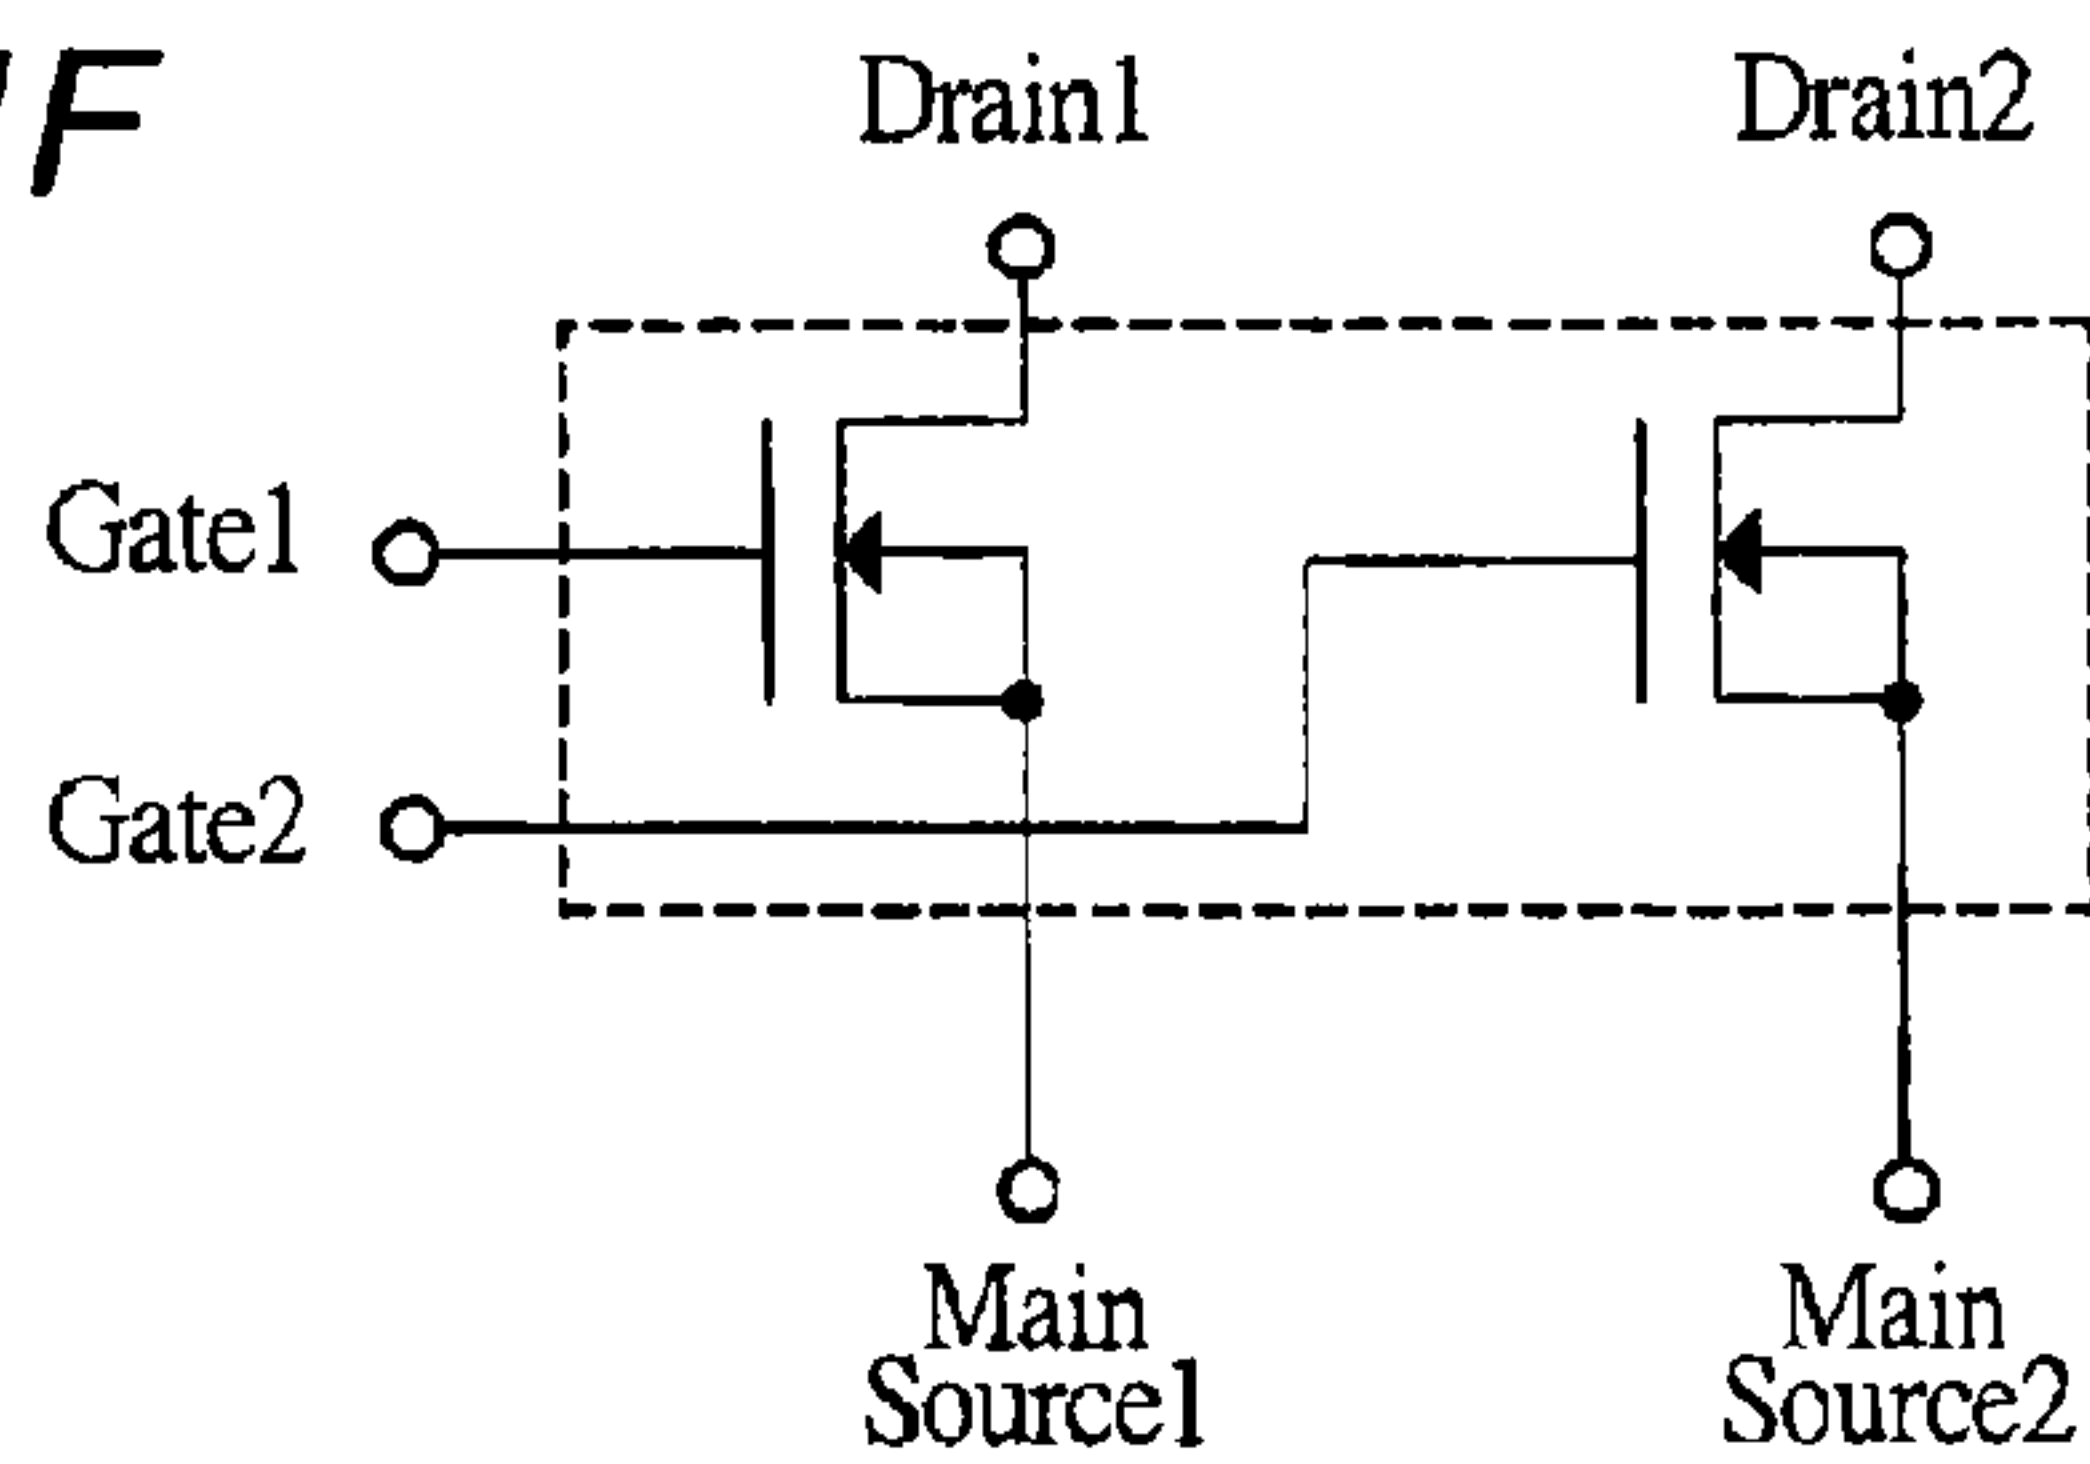 F
Drain1 Drain2
Gate1
Gate2
Main Main
Source1 Source2